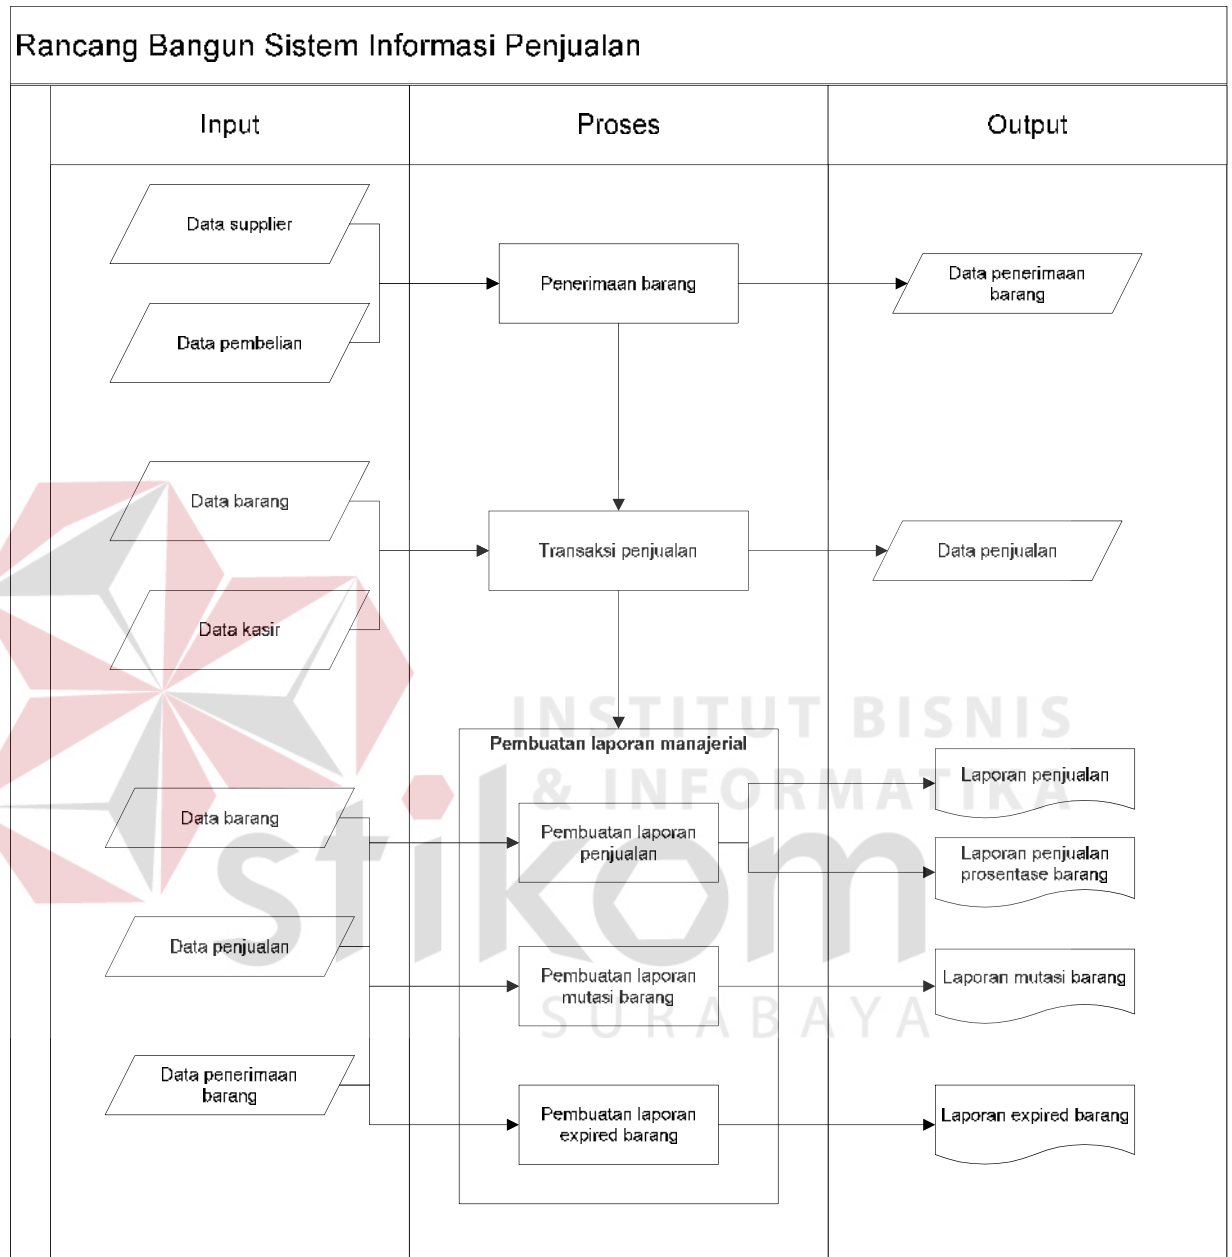 Rancang Bangun Sistem Informasi Penjualan
Input
Proses
Output
Data supplier
Data pembelian
Penerimaan barang
Data penerimaan
barang
Data barang
Data kasir
Transaksi penjualan
Data penjualan
INSTITUT BISNIS
& INFORMATIKA
stikom
SURABAYA
Pembuatan laporan manajerial
Data barang
Data penjualan
Data penerimaan
barang
Pembuatan laporan
penjualan
Laporan penjualan
Laporan penjualan
prosentase barang
Pembuatan laporan
mutasi barang
Laporan mutasi barang
Pembuatan laporan
expired barang
Laporan expired barang